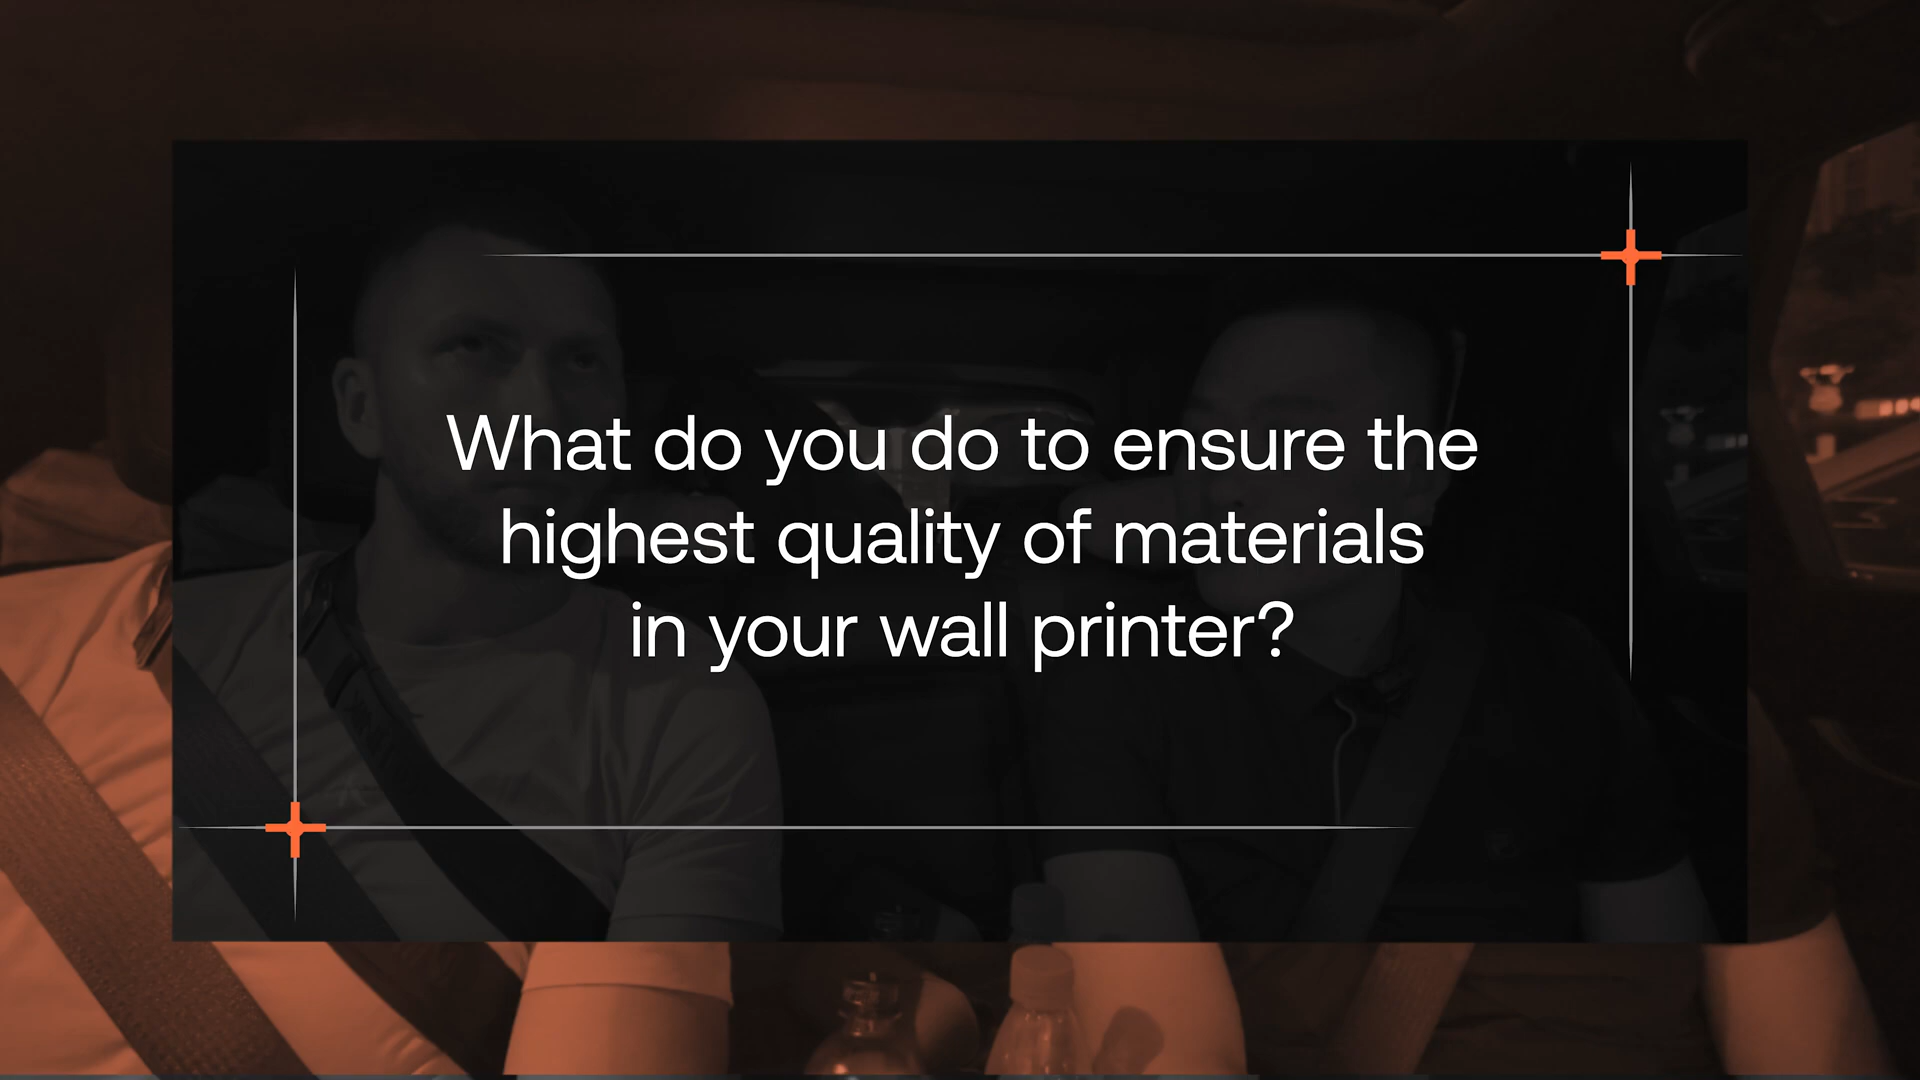 What do you do to ensure the
highest quality of materials
in your wall printer?